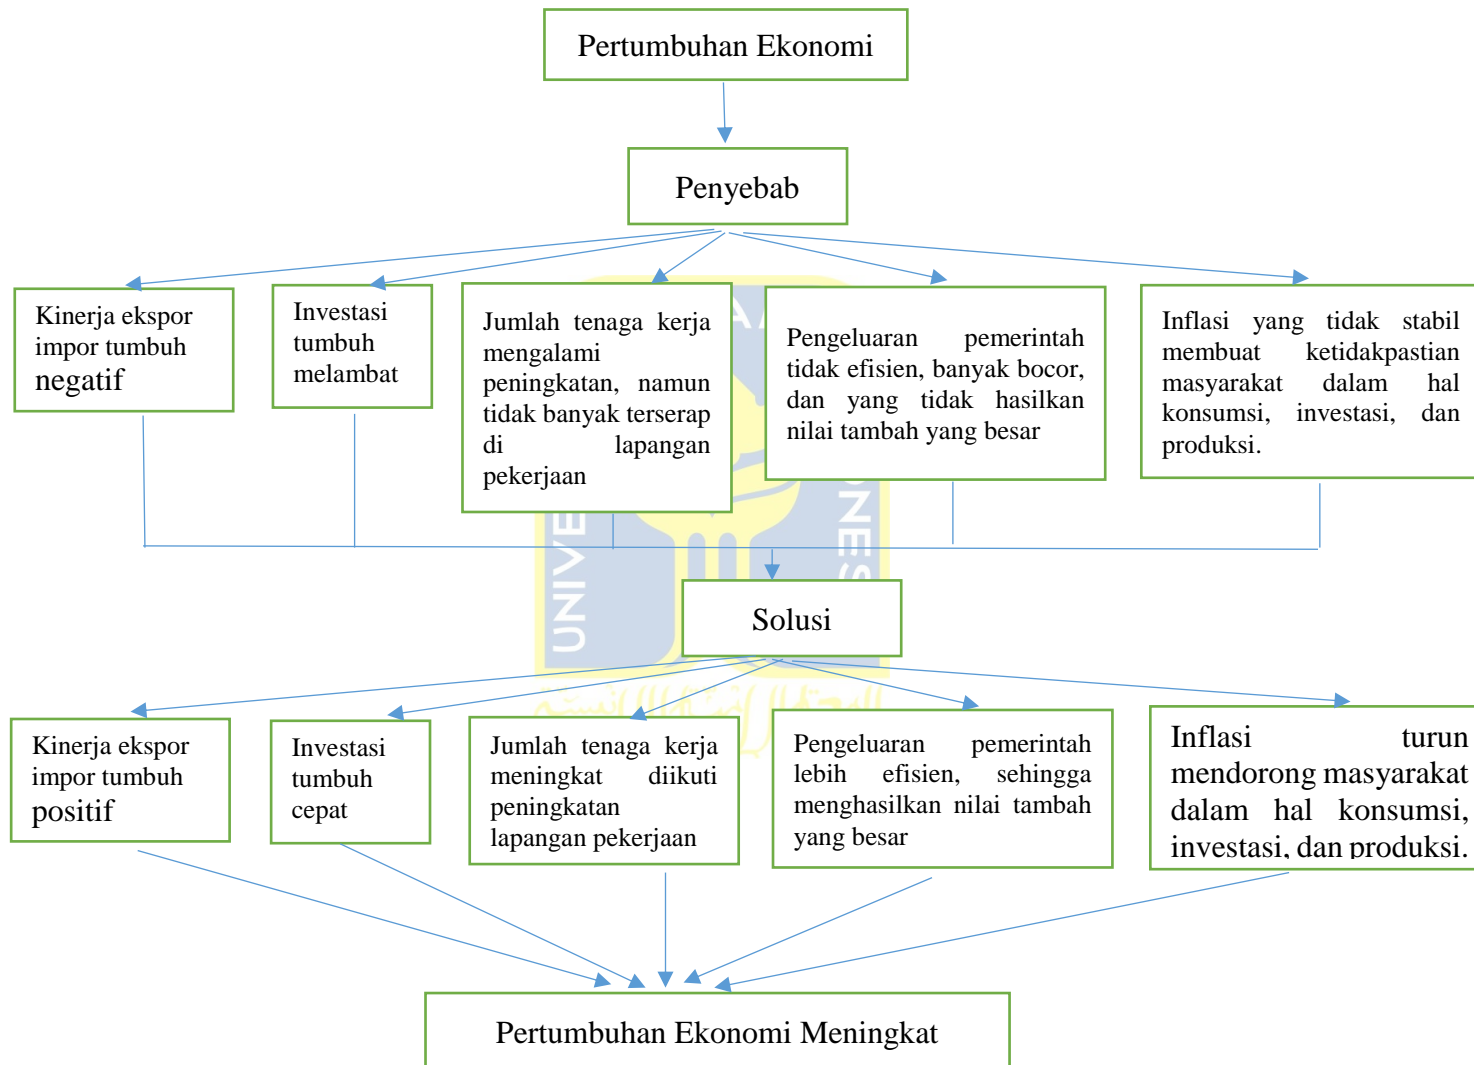 Pertumbuhan Ekonomi
Penyebab
Kinerja ekspor
impor tumbuh
negatif
Investasi
tumbuh
melambat
Jumlah tenaga kerja
mengalami
peningkatan, namun
tidak banyak terserap
di lapangan
pekerjaan
Pengeluaran pemerintah
tidak efisien, banyak bocor,
dan yang tidak hasilkan
nilai tambah yang besar
Inflasi yang tidak stabil
membuat ketidakpastian
masyarakat dalam hal
konsumsi, investasi, dan
produksi.
Solusi
Kinerja ekspor
impor tumbuh
positif
Investasi
tumbuh
cepat
Jumlah tenaga kerja
meningkat diikuti
peningkatan
lapangan pekerjaan
Pengeluaran pemerintah
lebih efisien, sehingga
menghasilkan nilai tambah
yang besar
Inflasi turun
mendorong masyarakat
dalam hal konsumsi,
investasi, dan produksi.
Pertumbuhan Ekonomi Meningkat